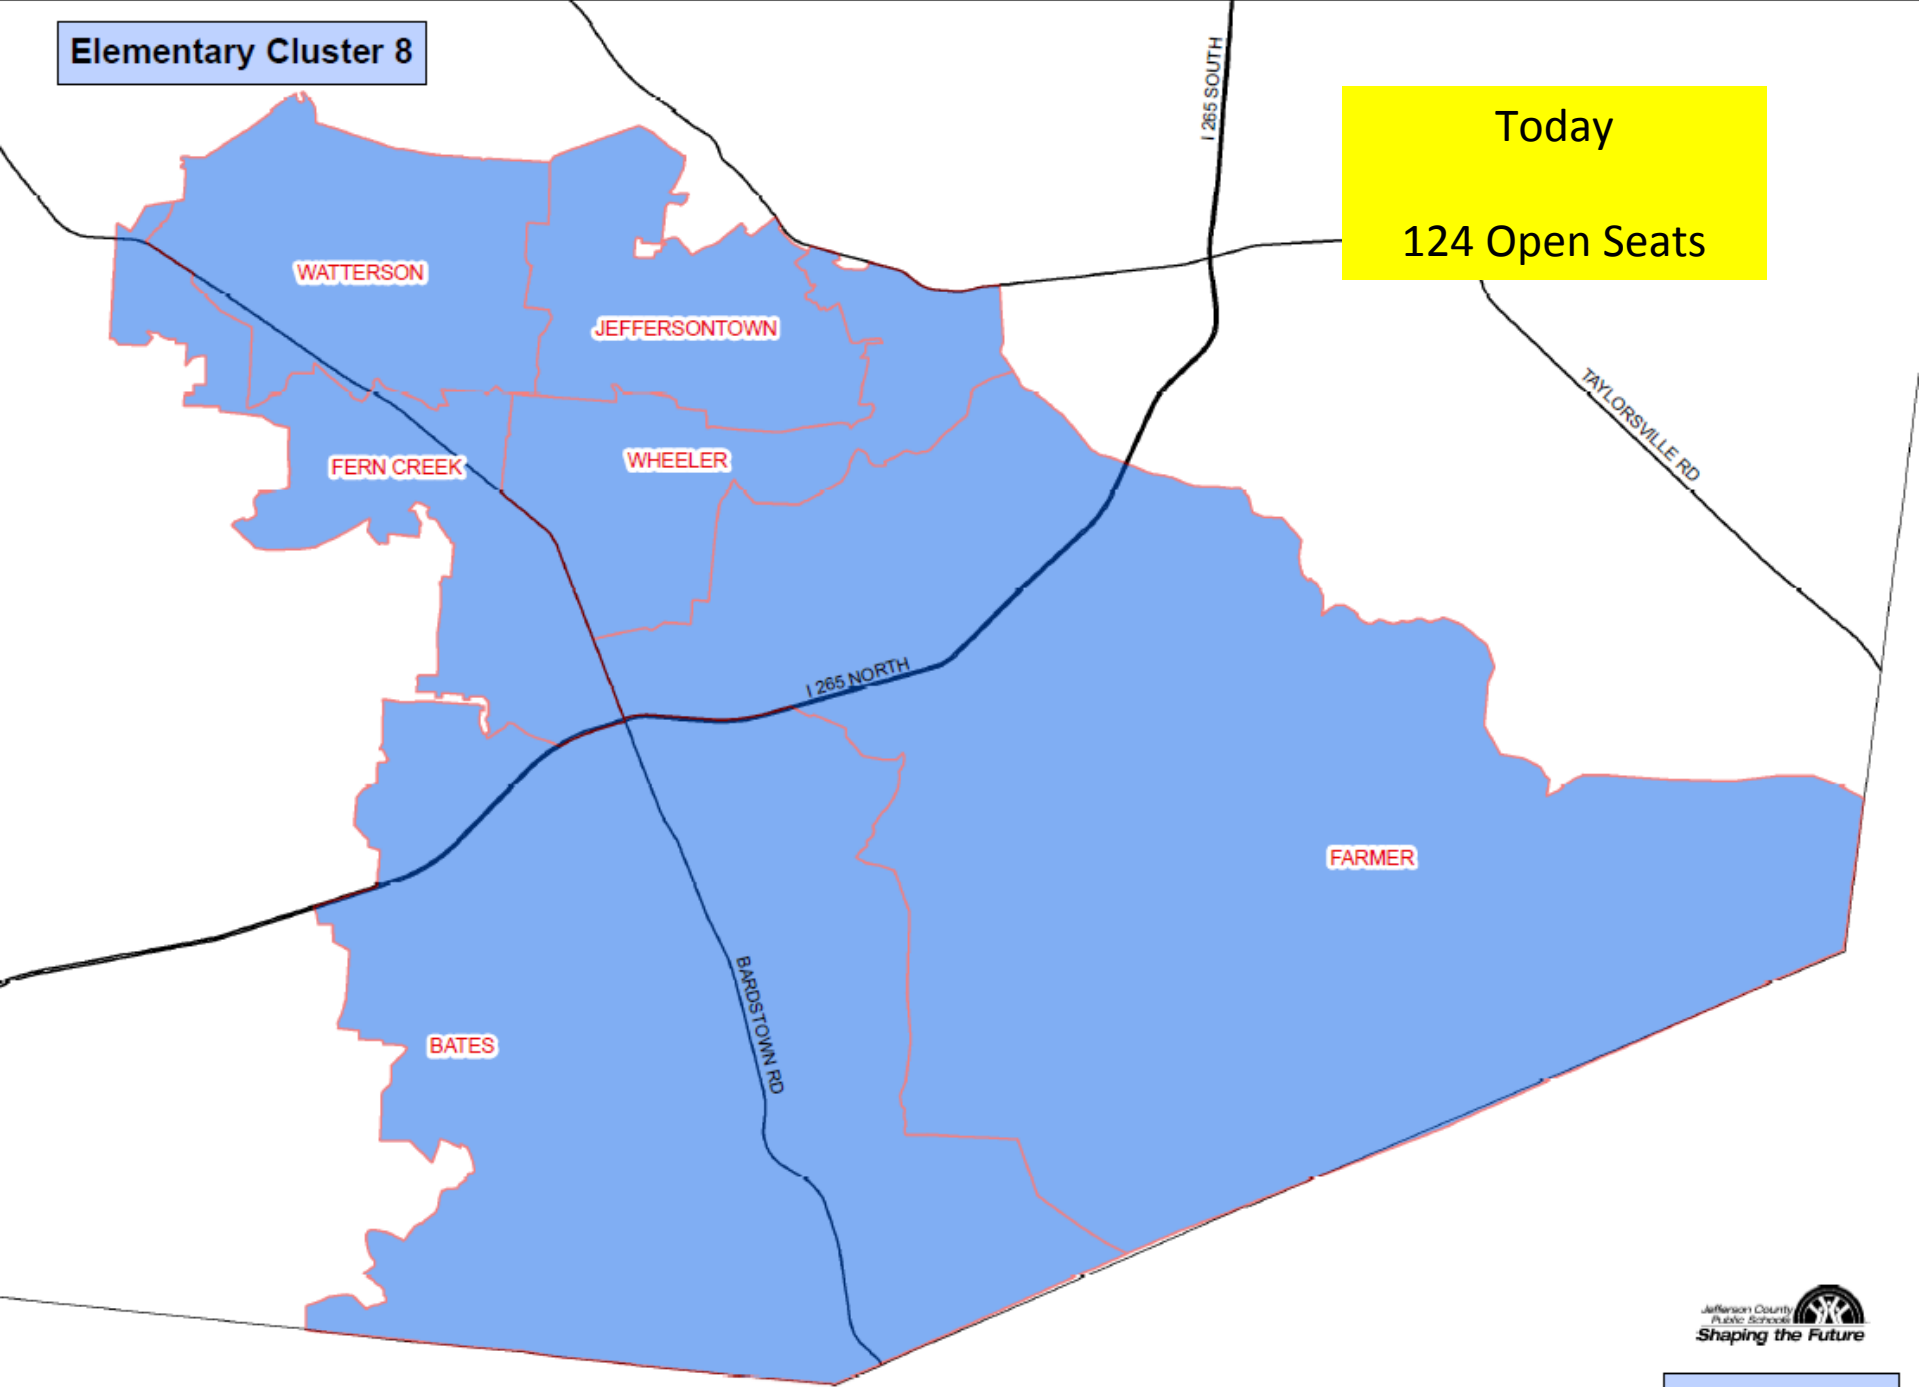 Elementary Cluster 8
I 265 SOUTH
Today
124 Open Seats
WATTERSON
JEFFERSONTOWN
TAYLORSVILLE RD
FERN CREEK
WHEELER
I 265 NORTH
FARMER
BARDSTOWN RD
BATES
Jefferson County
Public Schools
Shaping the Future